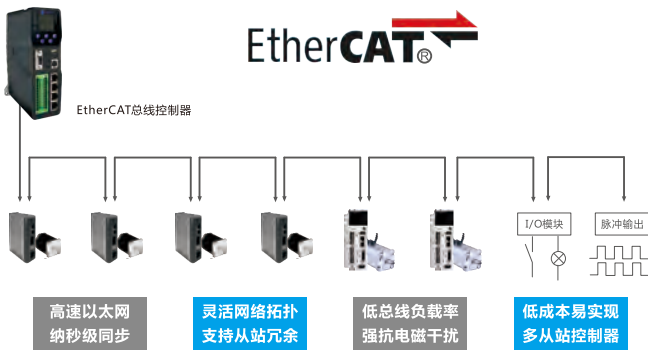 EtherCAT®
EtherCAT总线控制器
I/O模块
脉冲输出
高速以太网
纳秒级同步
灵活网络拓扑
支持从站冗余
低总线负载率
强抗电磁干扰
低成本易实现
多从站控制器